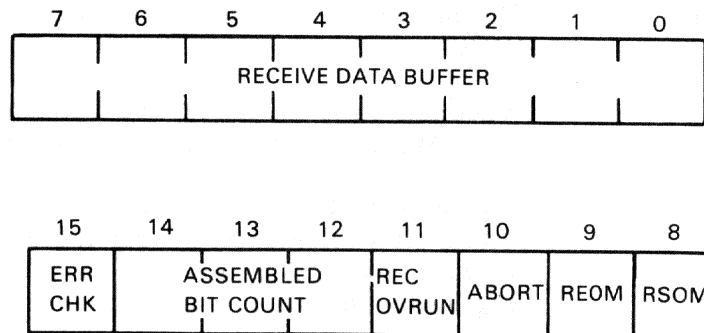 7 6 5 4 3 2 1 0
RECEIVE DATA BUFFER
15 14 13 12 11 10 9 8
ERR CHK
ASSEMBLED BIT COUNT
REC OVRUN
ABORT
REOM
RSOM